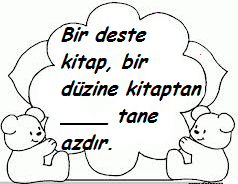 Bir deste
kitap, bir
düzine kitaptan
____ tane
azdır.